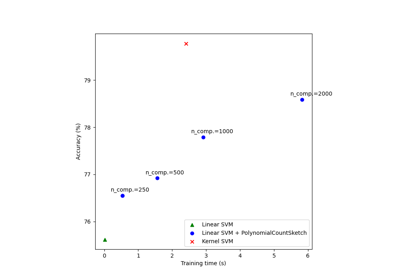 79
78
77
76
Accuracy (%)
n_comp.=2000
n_comp.=1000
n_comp.=500
n_comp.=250
Linear SVM
Linear SVM + PolynomialCountSketch
Kernel SVM
0 1 2 3 4 5 6
Training time (s)